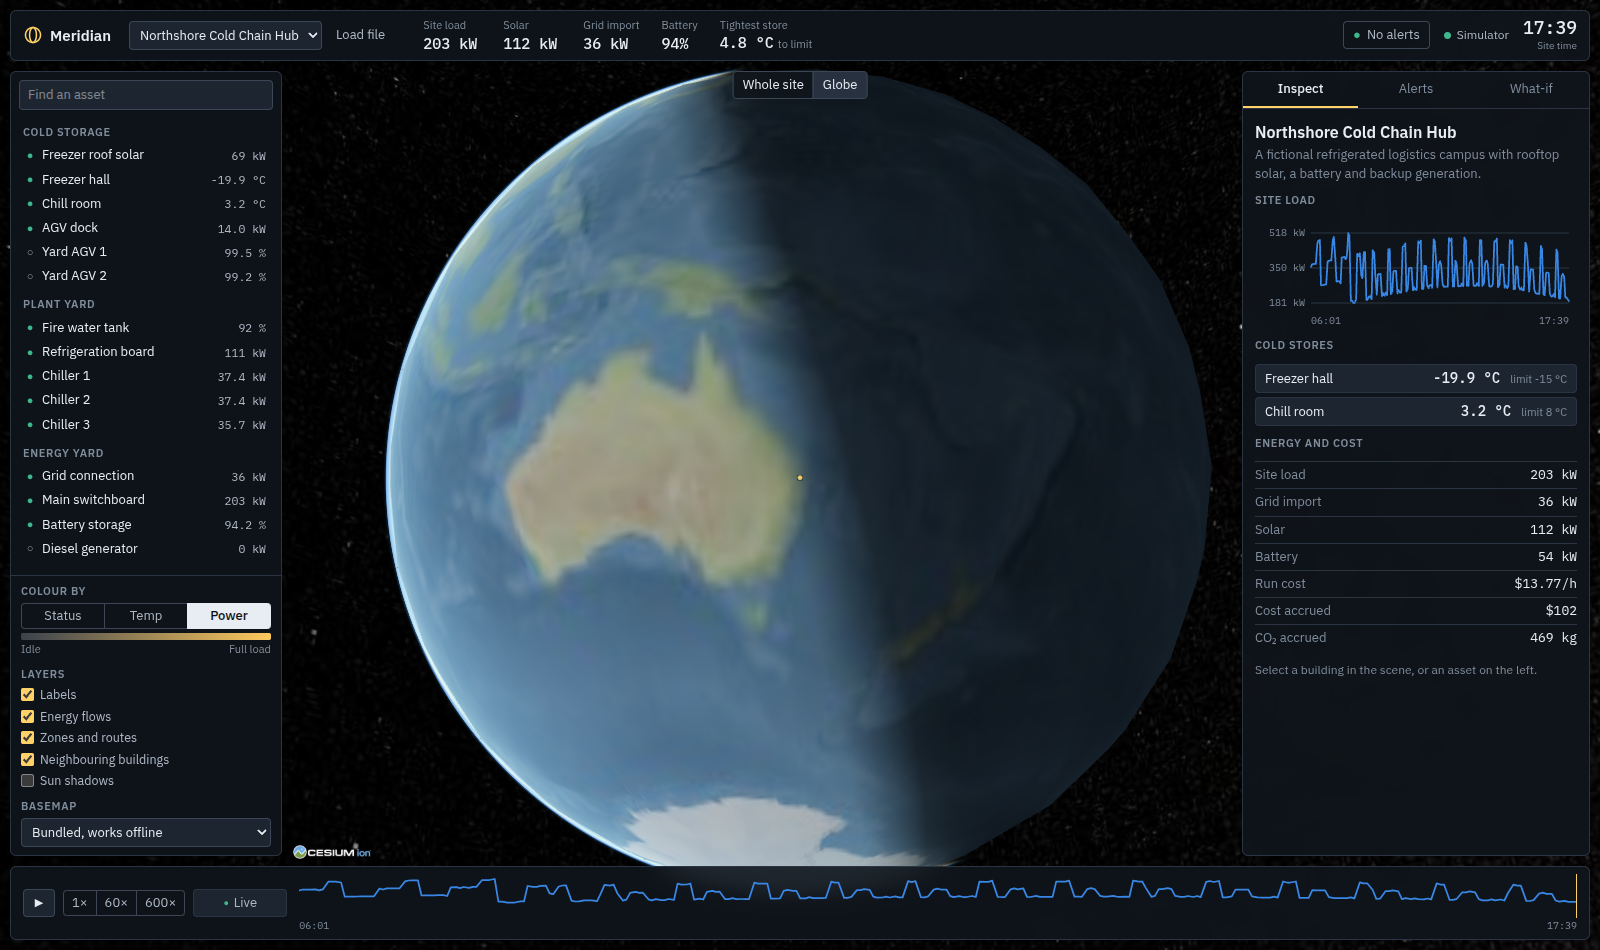 Meridian
Northshore Cold Chain Hub
Load file
Site load
203 kW
Solar
112 kW
Grid import
36 kW
Battery
94%
Tightest store
4.8 °C to limit
No alerts
Simulator
17:39
Site time
Find an asset
COLD STORAGE
Freezer roof solar 69 kW
Freezer hall -19.9 °C
Chill room 3.2 °C
AGV dock 14.0 kW
Yard AGV 1 99.5 %
Yard AGV 2 99.2 %
PLANT YARD
Fire water tank 92 %
Refrigeration board 111 kW
Chiller 1 37.4 kW
Chiller 2 37.4 kW
Chiller 3 35.7 kW
ENERGY YARD
Grid connection 36 kW
Main switchboard 203 kW
Battery storage 94.2 %
Diesel generator 0 kW
COLOUR BY
Status Temp Power
Idle Full load
LAYERS
Labels
Energy flows
Zones and routes
Neighbouring buildings
Sun shadows
BASEMAP
Bundled, works offline
Whole site Globe
CESIUM ion
Inspect Alerts What-if
Northshore Cold Chain Hub
A fictional refrigerated logistics campus with rooftop
solar, a battery and backup generation.
SITE LOAD
518 kW
350 kW
181 kW
06:01 17:39
COLD STORES
Freezer hall -19.9 °C limit -15 °C
Chill room 3.2 °C limit 8 °C
ENERGY AND COST
Site load 203 kW
Grid import 36 kW
Solar 112 kW
Battery 54 kW
Run cost $13.77/h
Cost accrued $102
CO₂ accrued 469 kg
Select a building in the scene, or an asset on the left.
1× 60× 600× Live
06:01 17:39